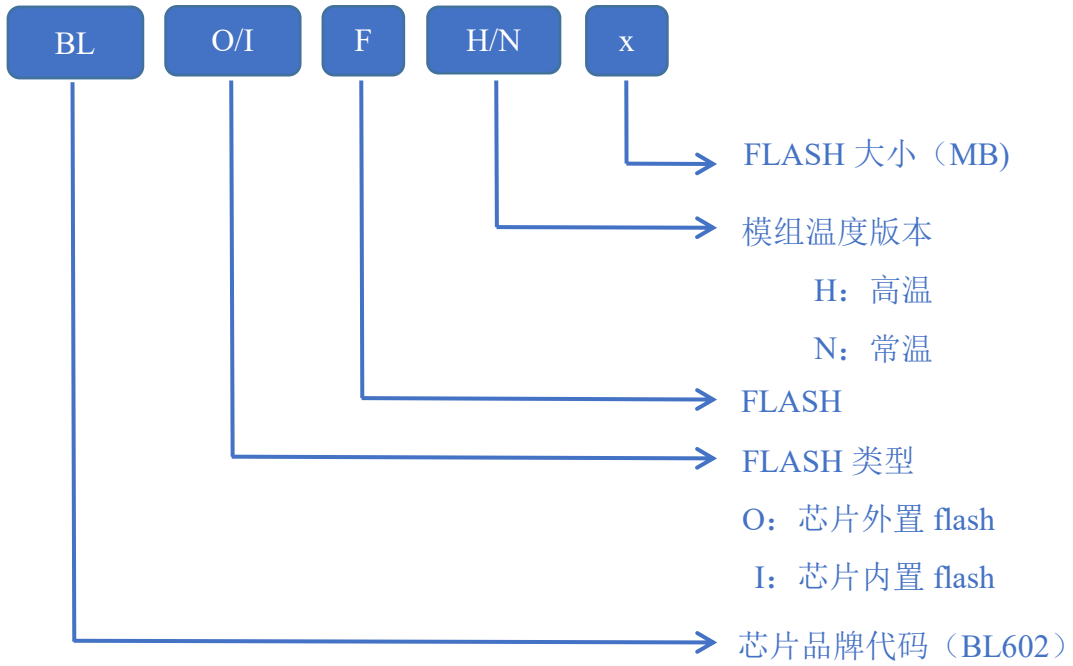 BL O/I F H/N x
FLASH 大小（MB)
模组温度版本
H：高温
N：常温
FLASH
FLASH 类型
O：芯片外置 flash
I：芯片内置 flash
芯片品牌代码（BL602）